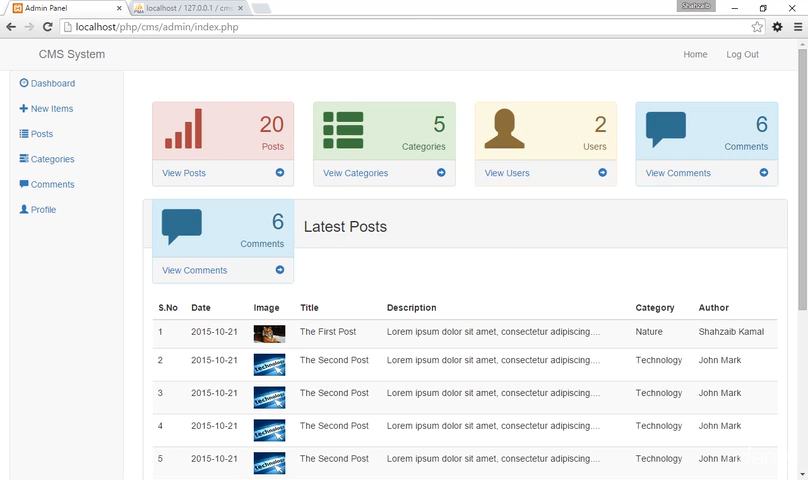 Admin Panel
localhost / 127.0.0.1 / cms
Shahzaib
localhost/php/cms/admin/index.php
CMS System
Home
Log Out
Dashboard
New Items
Posts
Categories
Comments
Profile
20
Posts
View Posts
5
Categories
Veiw Categories
2
Users
View Users
6
Comments
View Comments
6
Comments
View Comments
Latest Posts
S.No Date Image Title Description Category Author
1 2015-10-21 The First Post Lorem ipsum dolor sit amet, consectetur adipiscing.... Nature Shahzaib Kamal
2 2015-10-21 technology The Second Post Lorem ipsum dolor sit amet, consectetur adipiscing.... Technology John Mark
3 2015-10-21 technology The Second Post Lorem ipsum dolor sit amet, consectetur adipiscing.... Technology John Mark
4 2015-10-21 technology The Second Post Lorem ipsum dolor sit amet, consectetur adipiscing.... Technology John Mark
5 2015-10-21 technology The Second Post Lorem ipsum dolor sit amet, consectetur adipiscing.... Technology John Mark